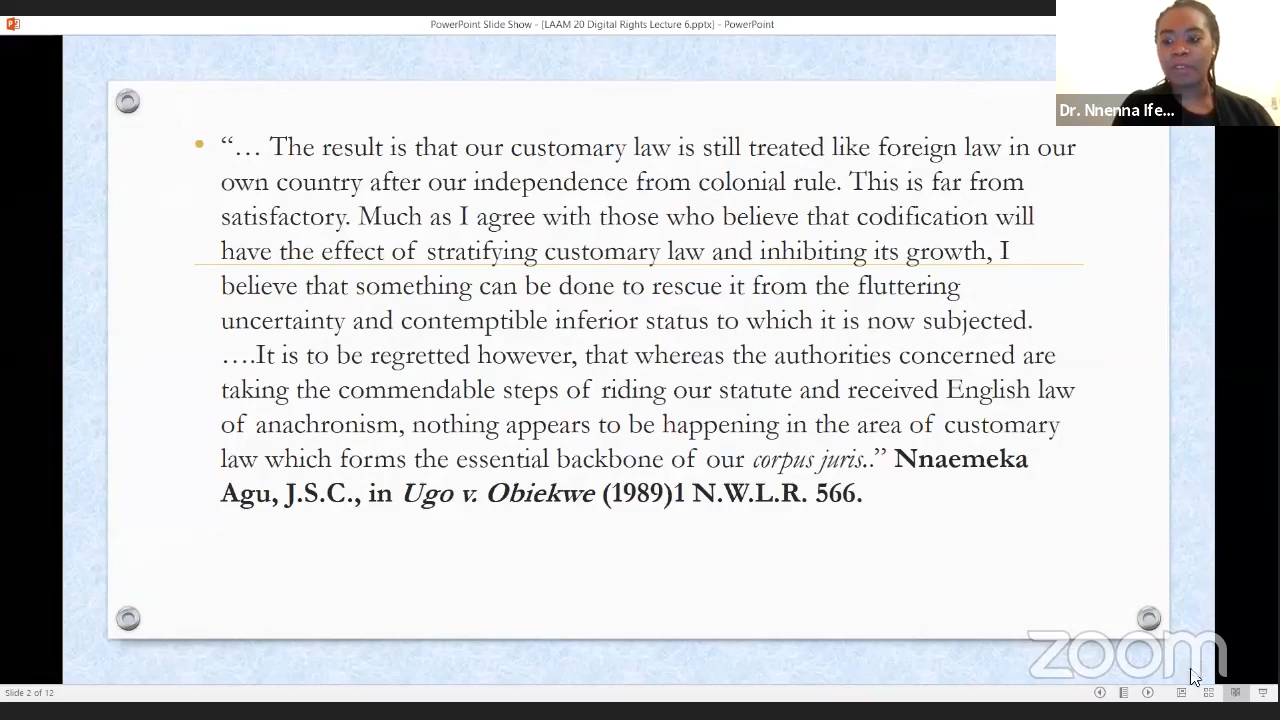 PowerPoint Slide Show - [LAAM 20 Digital Rights Lecture 6.pptx] - PowerPoint
Dr. Nnenna Ife...
• “… The result is that our customary law is still treated like foreign law in our
own country after our independence from colonial rule. This is far from
satisfactory. Much as I agree with those who believe that codification will
have the effect of stratifying customary law and inhibiting its growth, I
believe that something can be done to rescue it from the fluttering
uncertainty and contemptible inferior status to which it is now subjected.
….It is to be regretted however, that whereas the authorities concerned are
taking the commendable steps of riding our statute and received English law
of anachronism, nothing appears to be happening in the area of customary
law which forms the essential backbone of our corpus juris..” Nnaemeka
Agu, J.S.C., in Ugo v. Obiekwe (1989)1 N.W.L.R. 566.
zoom
Slide 2 of 12